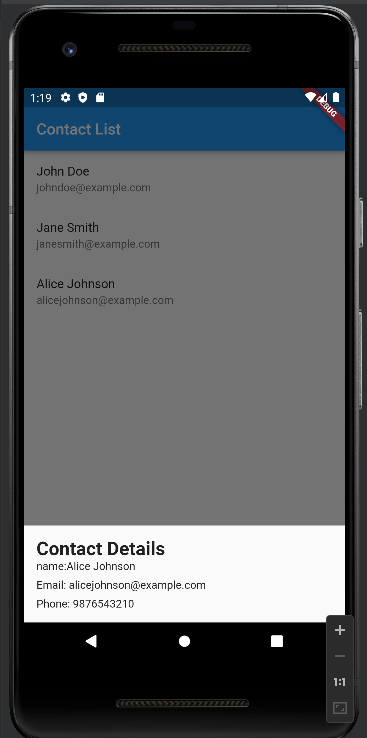 1:19
DEBUG
Contact List
John Doe
johndoe@example.com
Jane Smith
janesmith@example.com
Alice Johnson
alicejohnson@example.com
Contact Details
name:Alice Johnson
Email: alicejohnson@example.com
Phone: 9876543210
1:1